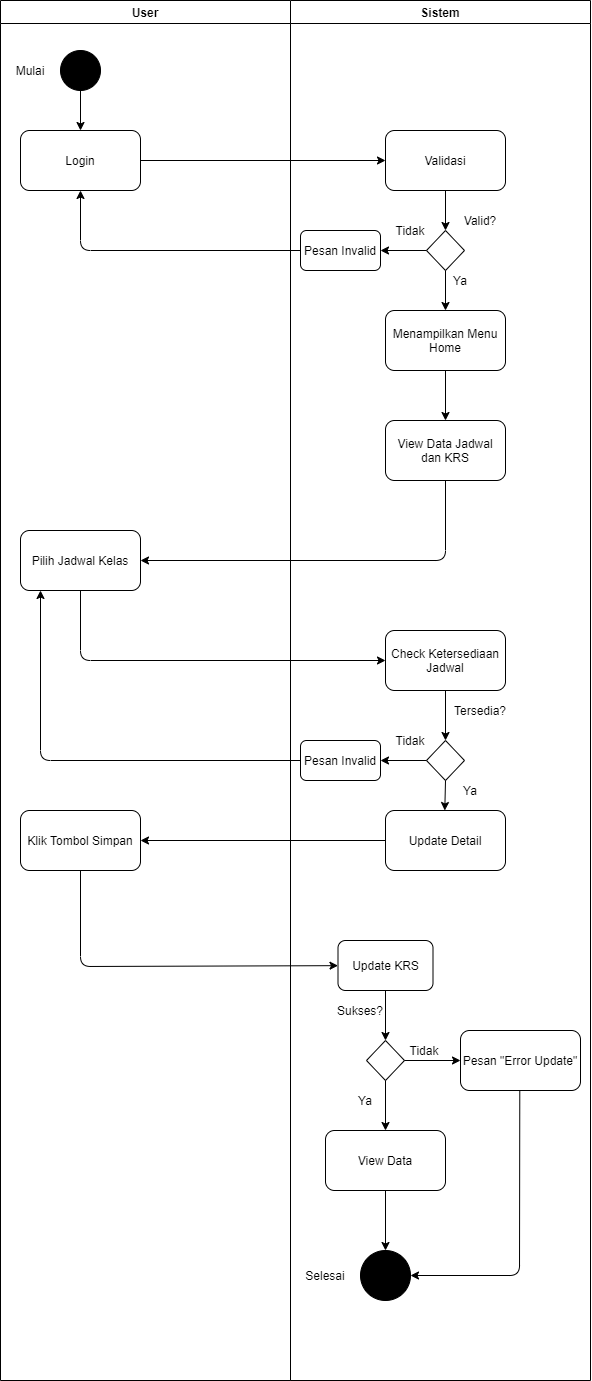 User
Sistem
Mulai
Login
Validasi
Valid?
Tidak
Pesan Invalid
Ya
Menampilkan Menu
Home
View Data Jadwal
dan KRS
Pilih Jadwal Kelas
Check Ketersediaan
Jadwal
Tersedia?
Tidak
Pesan Invalid
Ya
Klik Tombol Simpan
Update Detail
Update KRS
Sukses?
Tidak
Pesan "Error Update"
Ya
View Data
Selesai